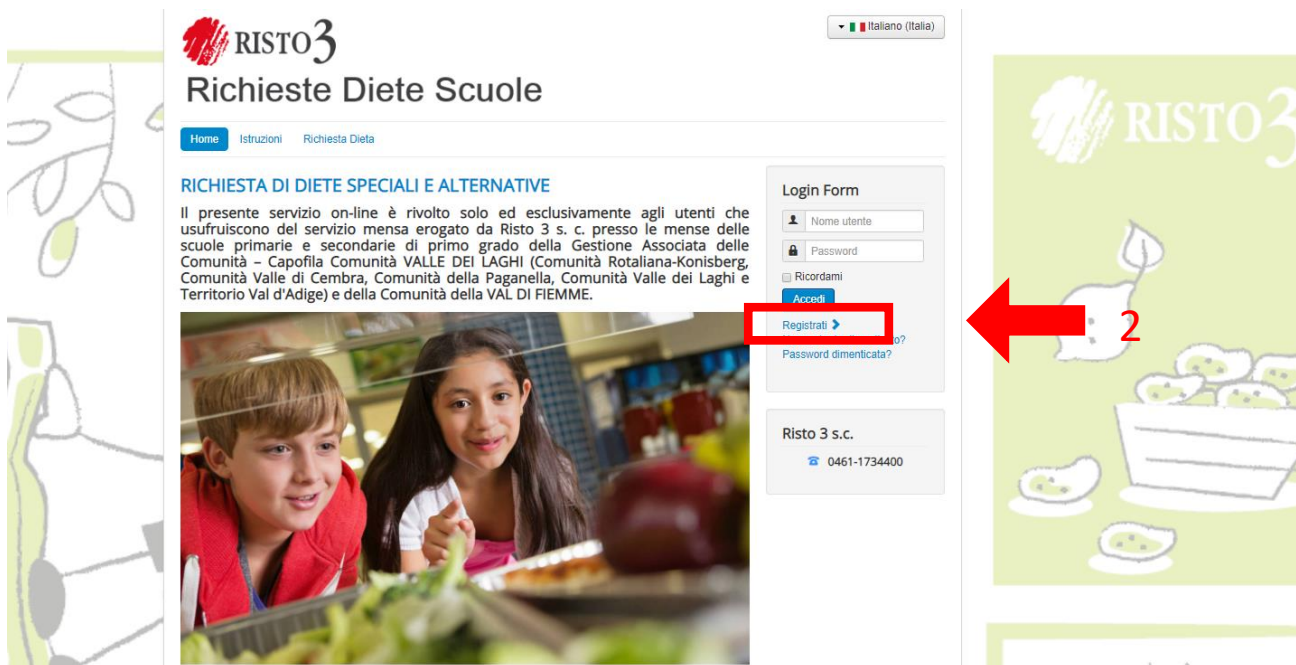 RISTO3
Italiano (Italia)
Richieste Diete Scuole
Home Istruzioni Richiesta Dieta
RICHIESTA DI DIETE SPECIALI E ALTERNATIVE
Il presente servizio on-line è rivolto solo ed esclusivamente agli utenti che
usufruiscono del servizio mensa erogato da Risto 3 s. c. presso le mense delle
scuole primarie e secondarie di primo grado della Gestione Associata delle
Comunità – Capofila Comunità VALLE DEI LAGHI (Comunità Rotaliana-Konisberg,
Comunità Valle di Cembra, Comunità della Paganella, Comunità Valle dei Laghi e
Territorio Val d'Adige) e della Comunità della VAL DI FIEMME.
Login Form
Nome utente
Password
Ricordami
Accedi
Registrati
Password dimenticata?
2
Risto 3 s.c.
0461-1734400
RISTO3